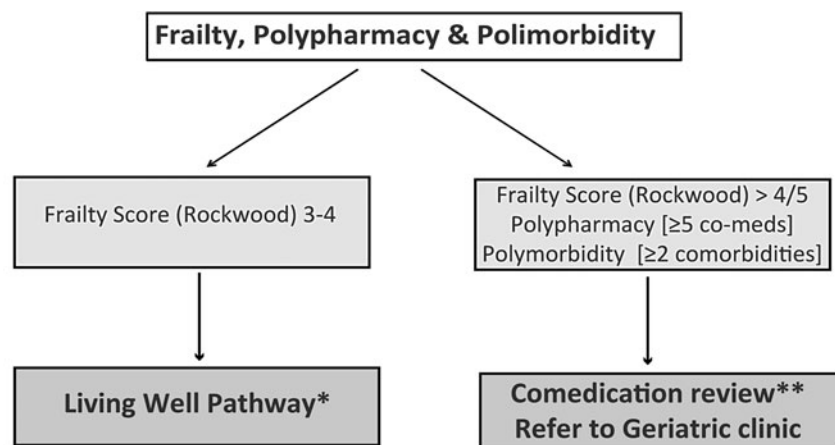 Frailty, Polypharmacy & Polimorbidity
Frailty Score (Rockwood) 3-4
Frailty Score (Rockwood) > 4/5
Polypharmacy [≥5 co-meds]
Polymorbidity [≥2 comorbidities]
Living Well Pathway*
Comedication review**
Refer to Geriatric clinic